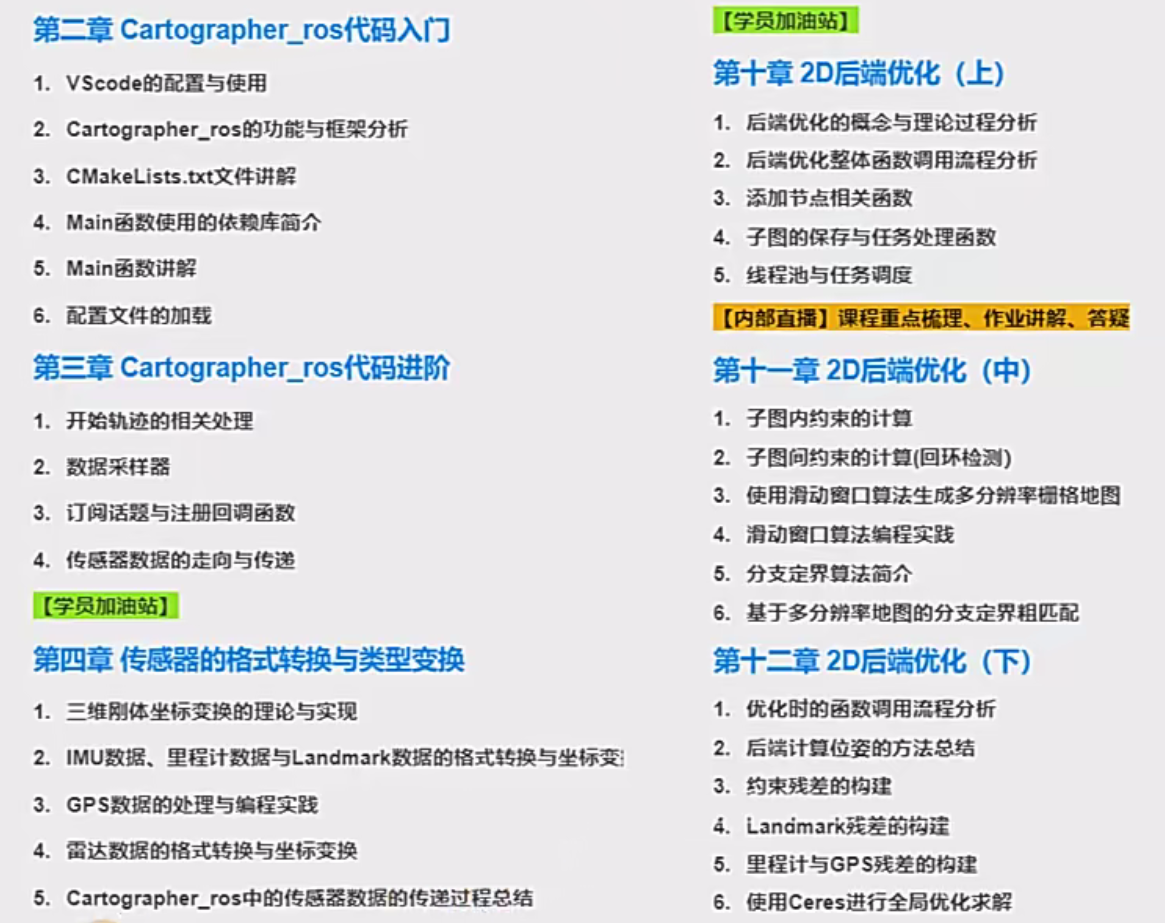 第二章 Cartographer_ros代码入门
1. VScode的配置与使用
2. Cartographer_ros的功能与框架分析
3. CMakeLists.txt文件讲解
4. Main函数使用的依赖库简介
5. Main函数讲解
6. 配置文件的加载
第三章 Cartographer_ros代码进阶
1. 开始轨迹的相关处理
2. 数据采样器
3. 订阅话题与注册回调函数
4. 传感器数据的走向与传递
【学员加油站】
第四章 传感器的格式转换与类型变换
1. 三维刚体坐标变换的理论与实现
2. IMU数据、里程计数据与Landmark数据的格式转换与坐标变
3. GPS数据的处理与编程实践
4. 雷达数据的格式转换与坐标变换
5. Cartographer_ros中的传感器数据的传递过程总结
【学员加油站】
第十章 2D后端优化（上）
1. 后端优化的概念与理论过程分析
2. 后端优化整体函数调用流程分析
3. 添加节点相关函数
4. 子图的保存与任务处理函数
5. 线程池与任务调度
【内部直播】课程重点梳理、作业讲解、答疑
第十一章 2D后端优化（中）
1. 子图内约束的计算
2. 子图间约束的计算(回环检测)
3. 使用滑动窗口算法生成多分辨率栅格地图
4. 滑动窗口算法编程实践
5. 分支定界算法简介
6. 基于多分辨率地图的分支定界粗匹配
第十二章 2D后端优化（下）
1. 优化时的函数调用流程分析
2. 后端计算位姿的方法总结
3. 约束残差的构建
4. Landmark残差的构建
5. 里程计与GPS残差的构建
6. 使用Ceres进行全局优化求解